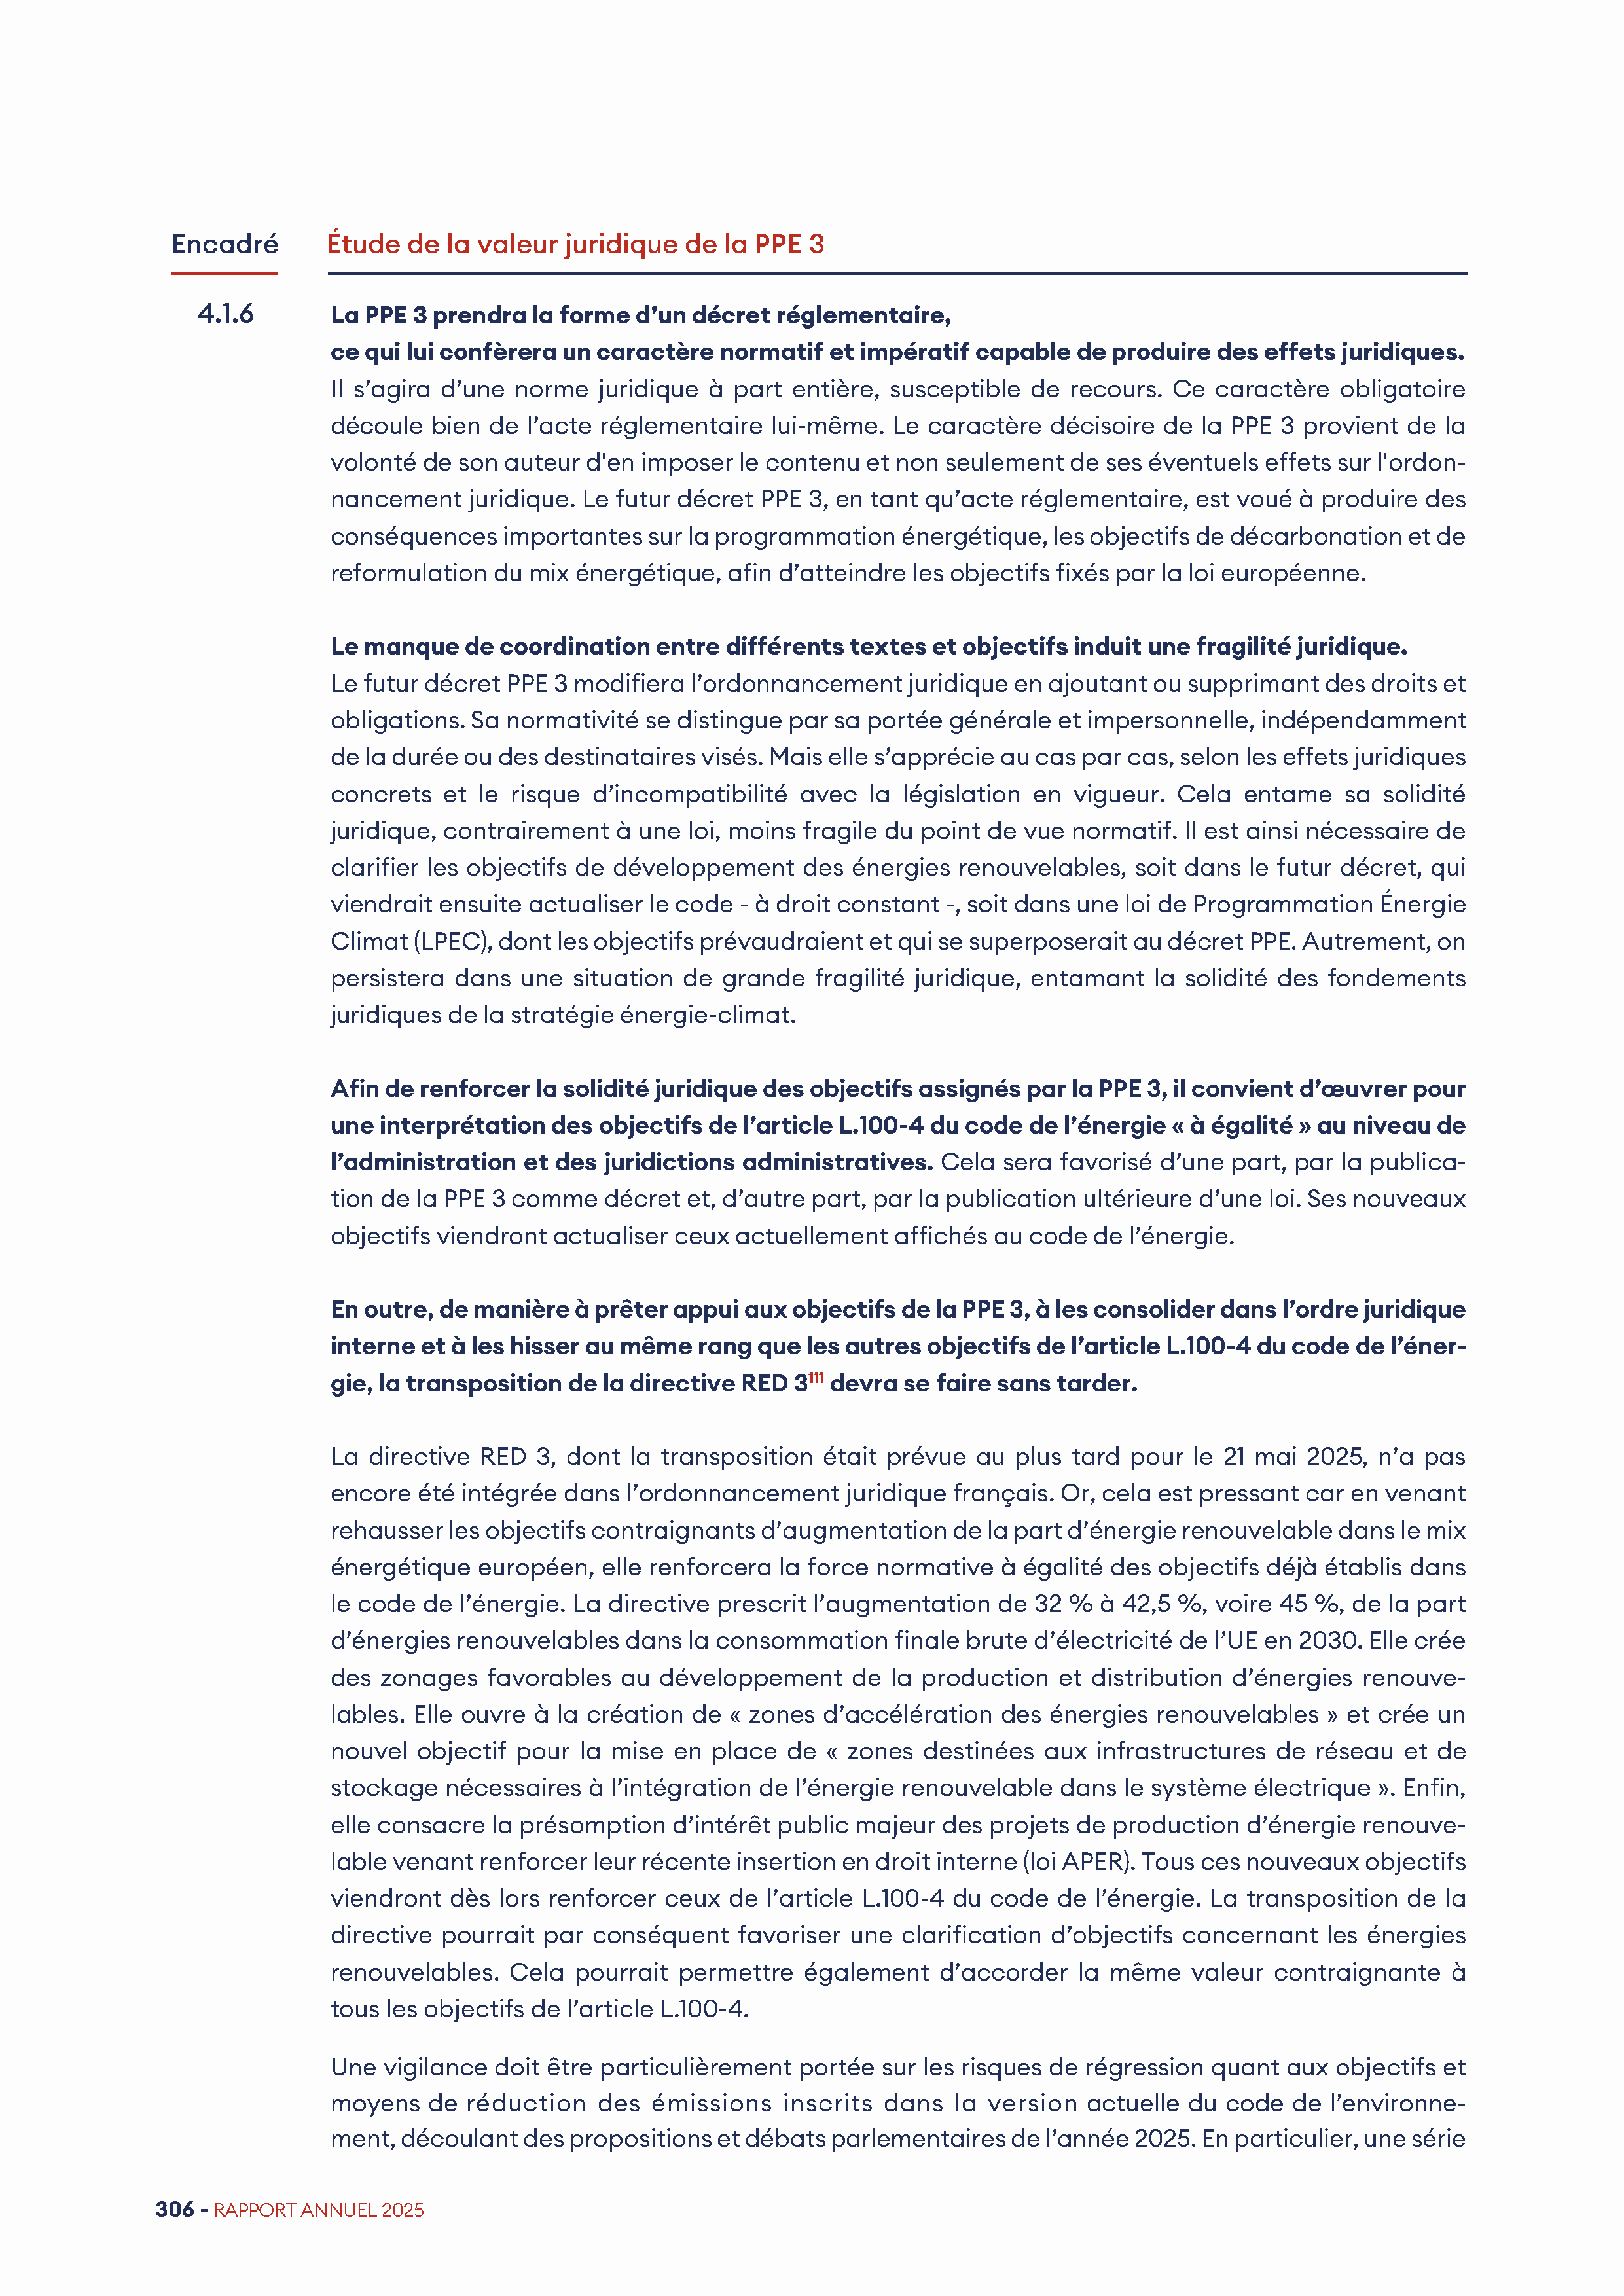 Encadré
Étude de la valeur juridique de la PPE 3
4.1.6
La PPE 3 prendra la forme d’un décret réglementaire,
ce qui lui confèrera un caractère normatif et impératif capable de produire des effets juridiques.
Il s’agira d’une norme juridique à part entière, susceptible de recours. Ce caractère obligatoire
découle bien de l’acte réglementaire lui-même. Le caractère décisoire de la PPE 3 provient de la
volonté de son auteur d'en imposer le contenu et non seulement de ses éventuels effets sur l'ordon-
nancement juridique. Le futur décret PPE 3, en tant qu’acte réglementaire, est voué à produire des
conséquences importantes sur la programmation énergétique, les objectifs de décarbonation et de
reformulation du mix énergétique, afin d’atteindre les objectifs fixés par la loi européenne.
Le manque de coordination entre différents textes et objectifs induit une fragilité juridique.
Le futur décret PPE 3 modifiera l’ordonnancement juridique en ajoutant ou supprimant des droits et
obligations. Sa normativité se distingue par sa portée générale et impersonnelle, indépendamment
de la durée ou des destinataires visés. Mais elle s’apprécie au cas par cas, selon les effets juridiques
concrets et le risque d’incompatibilité avec la législation en vigueur. Cela entame sa solidité
juridique, contrairement à une loi, moins fragile du point de vue normatif. Il est ainsi nécessaire de
clarifier les objectifs de développement des énergies renouvelables, soit dans le futur décret, qui
viendrait ensuite actualiser le code - à droit constant -, soit dans une loi de Programmation Énergie
Climat (LPEC), dont les objectifs prévaudraient et qui se superposerait au décret PPE. Autrement, on
persistera dans une situation de grande fragilité juridique, entamant la solidité des fondements
juridiques de la stratégie énergie-climat.
Afin de renforcer la solidité juridique des objectifs assignés par la PPE 3, il convient d’œuvrer pour
une interprétation des objectifs de l’article L.100-4 du code de l’énergie « à égalité » au niveau de
l’administration et des juridictions administratives. Cela sera favorisé d’une part, par la publica-
tion de la PPE 3 comme décret et, d’autre part, par la publication ultérieure d’une loi. Ses nouveaux
objectifs viendront actualiser ceux actuellement affichés au code de l’énergie.
En outre, de manière à prêter appui aux objectifs de la PPE 3, à les consolider dans l’ordre juridique
interne et à les hisser au même rang que les autres objectifs de l’article L.100-4 du code de l’éner-
gie, la transposition de la directive RED 3¹¹¹ devra se faire sans tarder.
La directive RED 3, dont la transposition était prévue au plus tard pour le 21 mai 2025, n’a pas
encore été intégrée dans l’ordonnancement juridique français. Or, cela est pressant car en venant
rehausser les objectifs contraignants d’augmentation de la part d’énergie renouvelable dans le mix
énergétique européen, elle renforcera la force normative à égalité des objectifs déjà établis dans
le code de l’énergie. La directive prescrit l’augmentation de 32 % à 42,5 %, voire 45 %, de la part
d’énergies renouvelables dans la consommation finale brute d’électricité de l’UE en 2030. Elle crée
des zonages favorables au développement de la production et distribution d’énergies renouve-
lables. Elle ouvre à la création de « zones d’accélération des énergies renouvelables » et crée un
nouvel objectif pour la mise en place de « zones destinées aux infrastructures de réseau et de
stockage nécessaires à l’intégration de l’énergie renouvelable dans le système électrique ». Enfin,
elle consacre la présomption d’intérêt public majeur des projets de production d’énergie renouve-
lable venant renforcer leur récente insertion en droit interne (loi APER). Tous ces nouveaux objectifs
viendront dès lors renforcer ceux de l’article L.100-4 du code de l’énergie. La transposition de la
directive pourrait par conséquent favoriser une clarification d’objectifs concernant les énergies
renouvelables. Cela pourrait permettre également d’accorder la même valeur contraignante à
tous les objectifs de l’article L.100-4.
Une vigilance doit être particulièrement portée sur les risques de régression quant aux objectifs et
moyens de réduction des émissions inscrits dans la version actuelle du code de l’environne-
ment, découlant des propositions et débats parlementaires de l’année 2025. En particulier, une série
306 - RAPPORT ANNUEL 2025